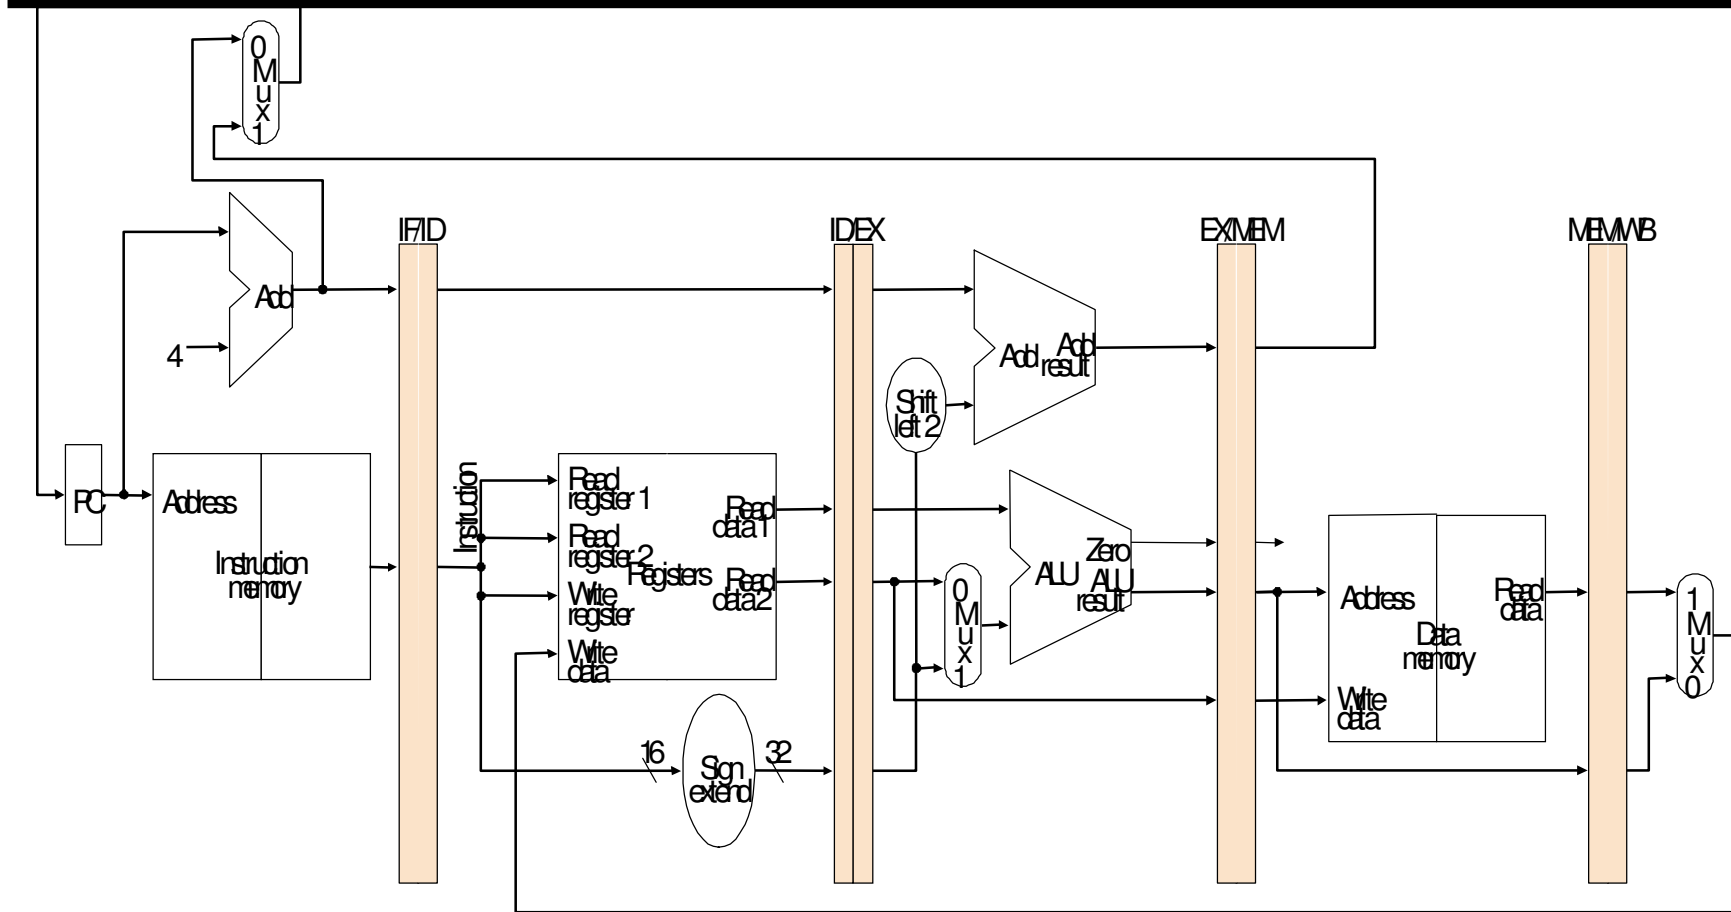 0
M
u
x
1
IF/ID
ID/EX
EX/MEM
MEM/WB
Add
4
Add
Add
result
Shift
left 2
PC
Address
Instruction
memory
Instruction
Read
register 1
Read
register 2
Write
register
Write
data
Registers
Read
data 1
Read
data 2
0
M
u
x
1
ALU
Zero
ALU
result
Address
Write
data
Data
memory
Read
data
1
M
u
x
0
16
Sign
extend
32